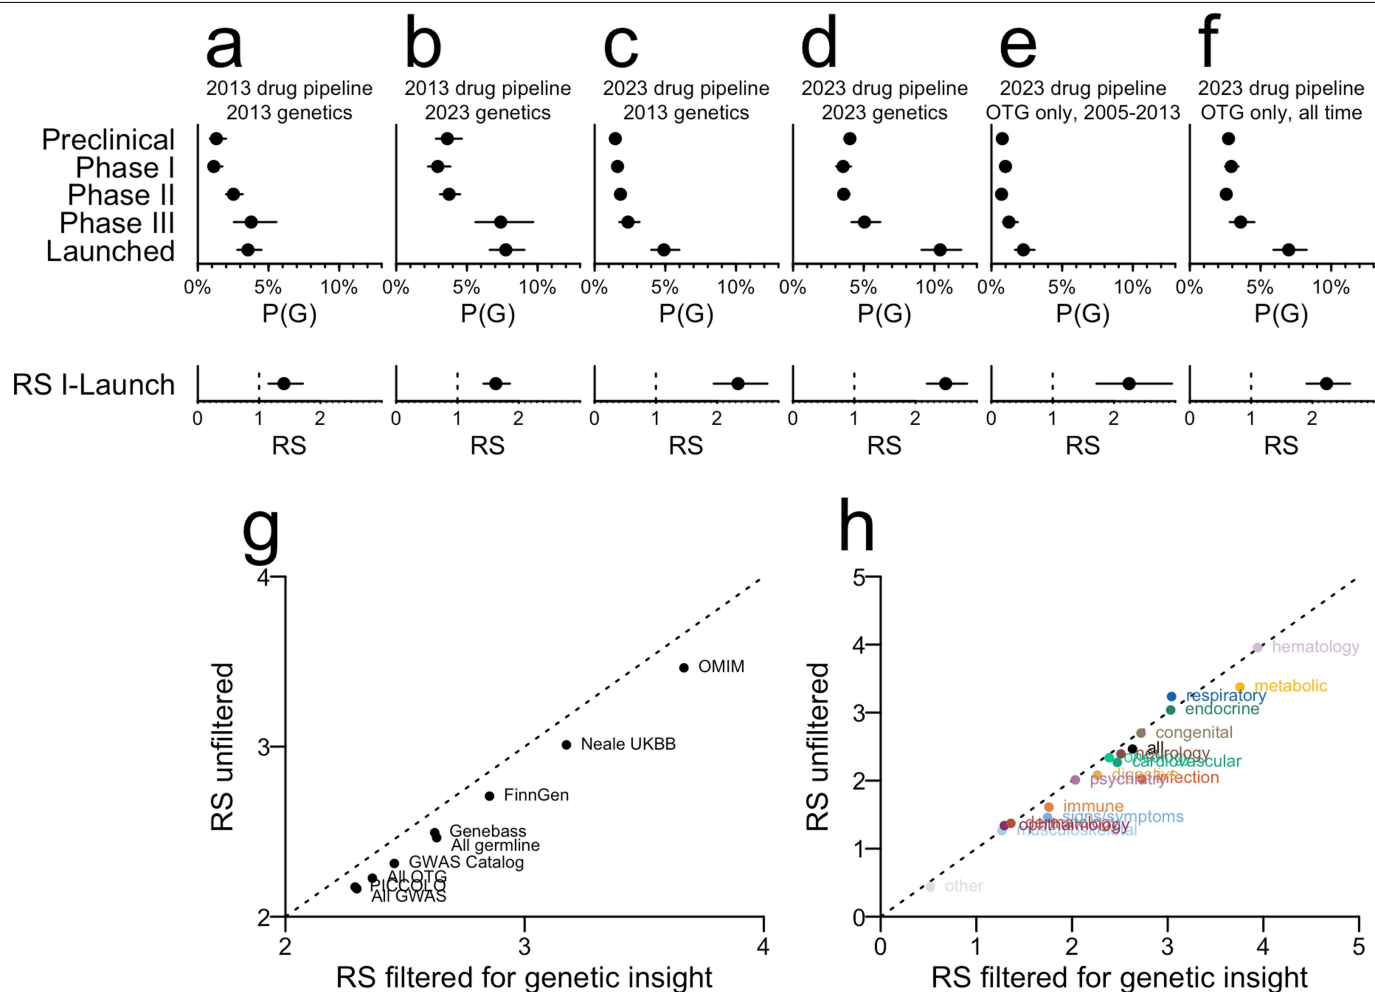 a b c d e f
2013 drug pipeline 2013 drug pipeline 2023 drug pipeline 2023 drug pipeline 2023 drug pipeline 2023 drug pipeline
2013 genetics 2023 genetics 2013 genetics 2023 genetics OTG only, 2005-2013 OTG only, all time
Preclinical
Phase I
Phase II
Phase III
Launched
0% 5% 10% 0% 5% 10% 0% 5% 10% 0% 5% 10% 0% 5% 10% 0% 5% 10%
P(G) P(G) P(G) P(G) P(G) P(G)
RS I-Launch
0 1 2 0 1 2 0 1 2 0 1 2 0 1 2 0 1 2
RS RS RS RS RS RS
g
4
3
2
RS unfiltered
OMIM
Neale UKBB
FinnGen
Genebass
All germline
GWAS Catalog
All OTG
PICCOLO
All GWAS
2 3 4
RS filtered for genetic insight
h
5
4
3
2
1
0
RS unfiltered
hematology
metabolic
respiratory
endocrine
congenital
all
neurology
oncology
cardiovascular
digestive
psychiatry
infection
immune
signs/symptoms
dermatology
ophthalmology
musculoskeletal
other
0 1 2 3 4 5
RS filtered for genetic insight